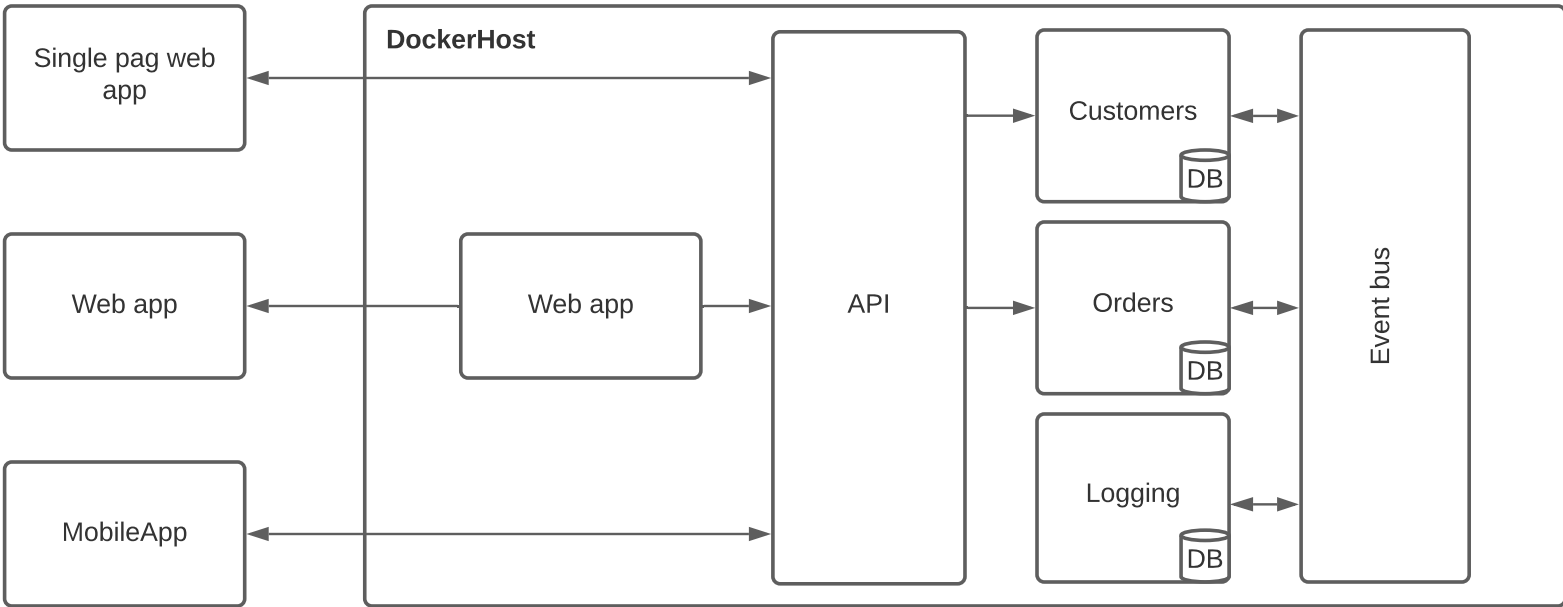 DockerHost
Single pag web
app
Web app
MobileApp
Web app
API
Customers
DB
Orders
DB
Logging
DB
Event bus